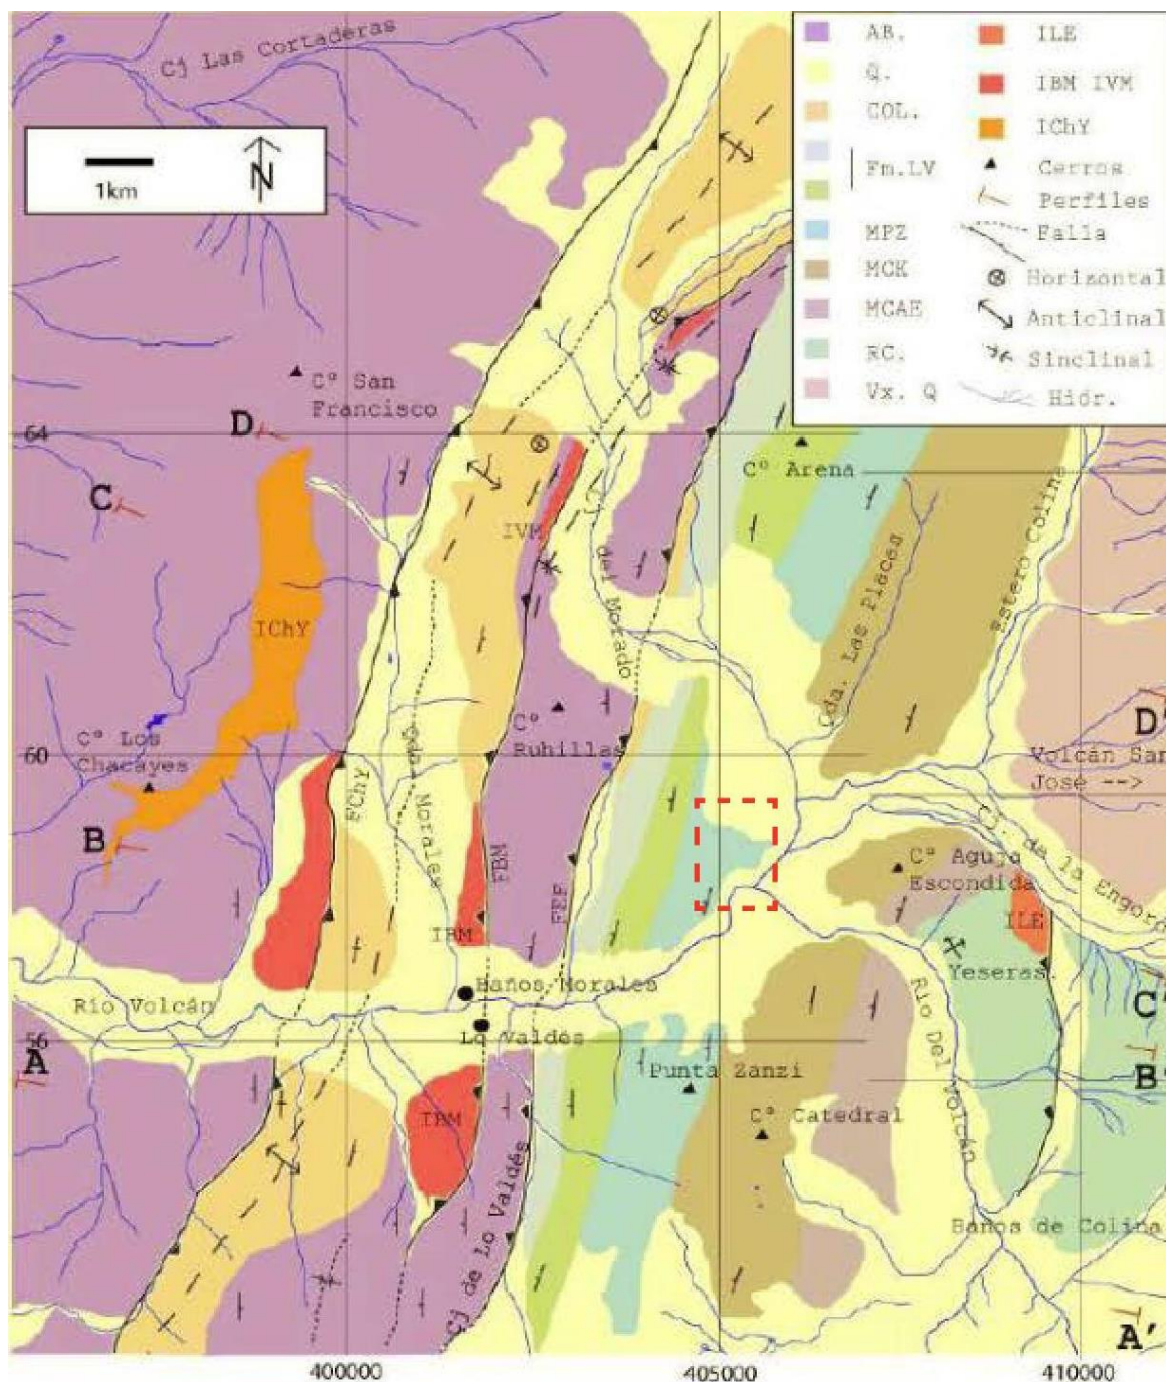 Cj Las Cortaderas
1km
N
AB.
Q.
COL.
Fm.LV
MPZ
MCK
MCAE
RC.
Vx. Q
ILE
IBM IVM
IChY
Cerros
Perfiles
Falla
Horizontal
Anticlinal
Sinclinal
Hidr.
Cº San
Francisco
64
D
C
IVM
Cj
del Morado
Cº Arena
Qda. Las Placas
Estero Colina
IChY
Cº Los
Chacayes
60
B
FChY
Qda.
Morales
Cº
Ruhillas
FBM
FEF
IBM
D'
Volcán San
José -->
Cj. de la Engor
Cº Aguja
Escondida
ILE
Yeseras
Río Volcán
Baños Morales
Lo Valdés
56
A
Punta Zanzi
Río Del Volcán
C'
B'
IBM
Cº Catedral
Cj de Lo Valdés
Baños de Colina
A'
400000
405000
410000